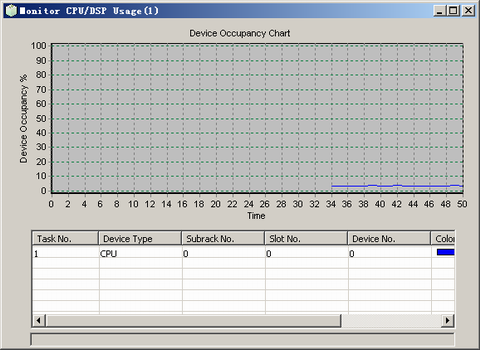 Monitor CPU/DSP Usage(1)
Device Occupancy Chart
Device Occupancy %
100
90
80
70
60
50
40
30
20
10
0
0 2 4 6 8 10 12 14 16 18 20 22 24 26 28 30 32 34 36 38 40 42 44 46 48 50
Time
Task No. Device Type Subrack No. Slot No. Device No. Color
1 CPU 0 0 0